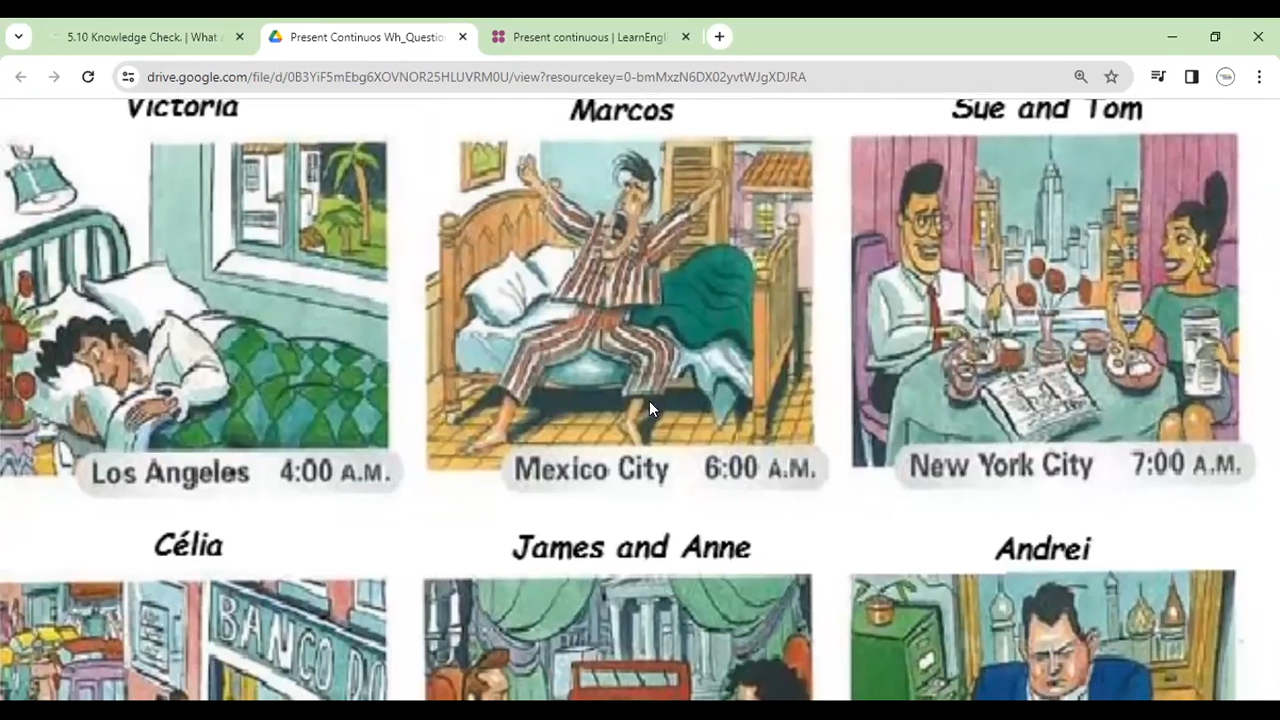 5.10 Knowledge Check. | What
Present Continuos Wh_Questio
Present continuous | LearnEngl
drive.google.com/file/d/0B3YiF5mEbg6XOVNOR25HLUVRM0U/view?resourcekey=0-bmMxzN6DX02yvtWJgXDJRA
Victoria
Marcos
Sue and Tom
Los Angeles 4:00 A.M.
Mexico City 6:00 A.M.
New York City 7:00 A.M.
Célia
James and Anne
Andrei
BANCO DO